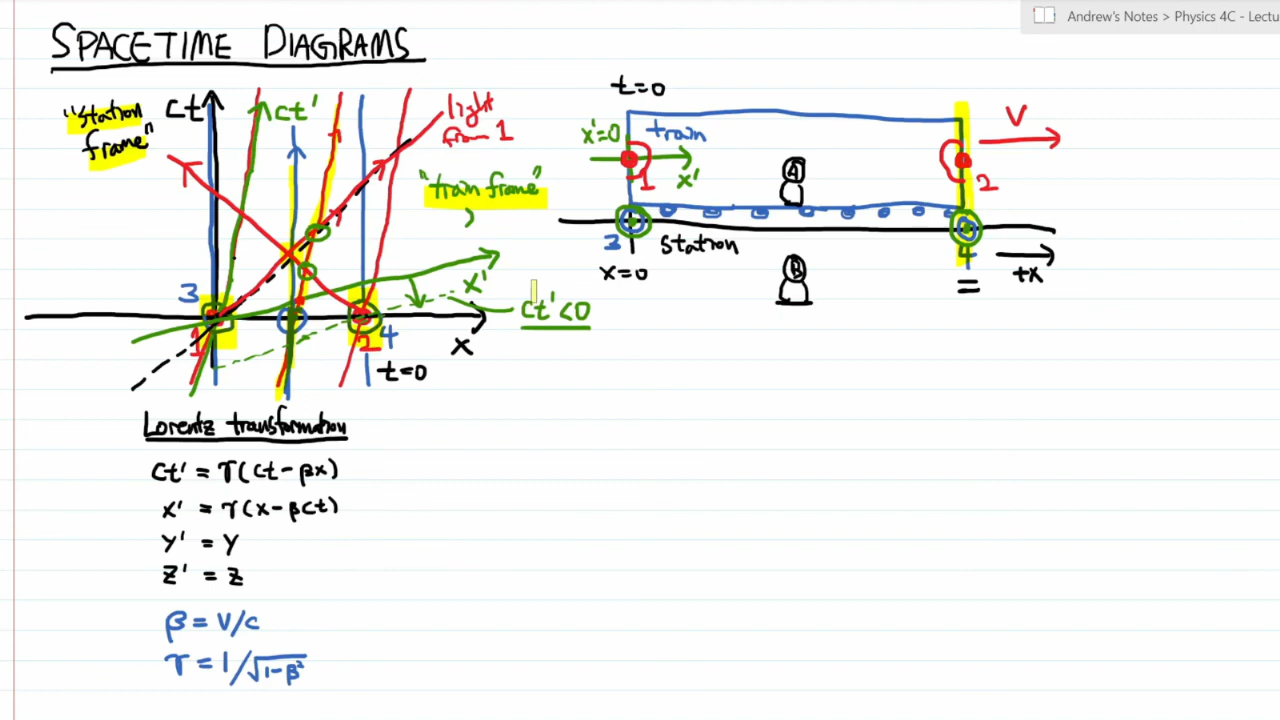 Andrew's Notes > Physics 4C - Lectu
SPACETIME DIAGRAMS
"station frame"
ct
ct'
light from 1
"train frame"
x'
ct'<0
x
t=0
3
1
2
4
t=0
x'=0
train
x'
1
A
2
V
3
station
4
x=0
B
+x
Lorentz transformation
ct' = γ(ct - βx)
x' = γ(x - βct)
y' = y
z' = z
β = v/c
γ = 1/√1-β²